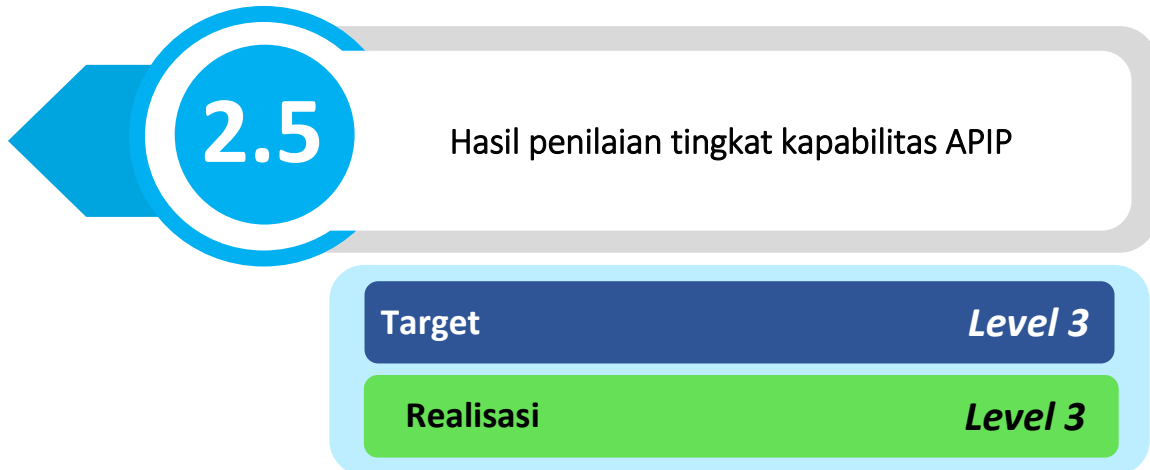 2.5
Hasil penilaian tingkat kapabilitas APIP
Target Level 3
Realisasi Level 3